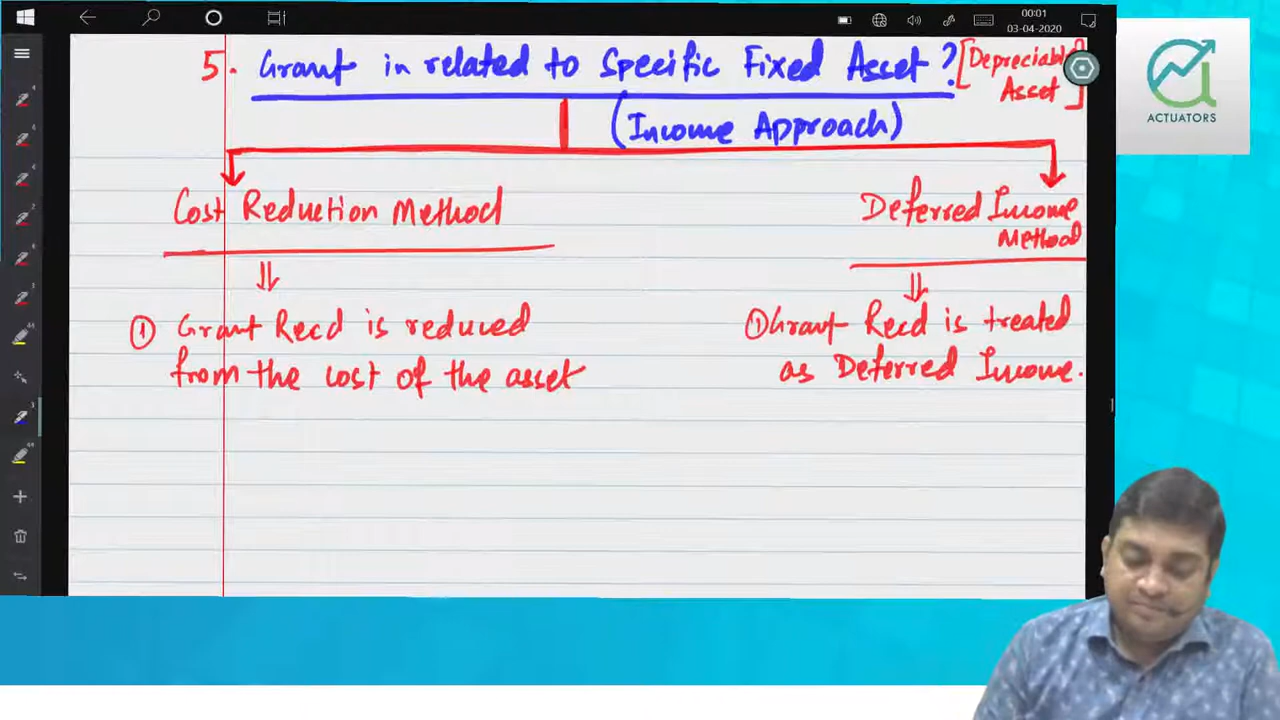 00:01
03-04-2020
5. Grant in related to Specific Fixed Asset? [Depreciable Asset]
(Income Approach)
ACTUATORS
Cost Reduction Method
Deferred Income
Method
① Grant Recd is reduced
from the cost of the asset
① Grant Recd is treated
as Deferred Income.